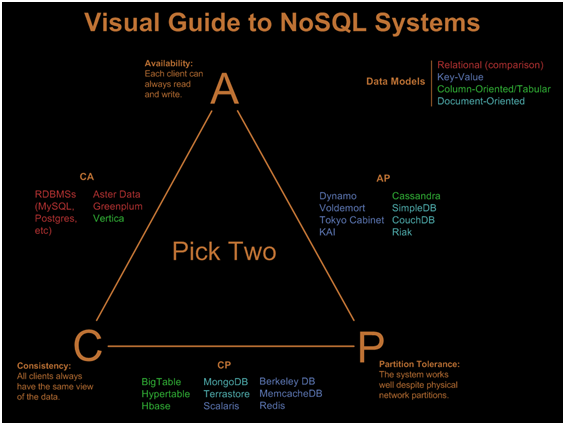 Visual Guide to NoSQL Systems
Availability:
Each client can
always read
and write.
A
Data Models
Relational (comparison)
Key-Value
Column-Oriented/Tabular
Document-Oriented
CA
RDBMSs
(MySQL,
Postgres,
etc)
Aster Data
Greenplum
Vertica
AP
Dynamo
Voldemort
Tokyo Cabinet
KAI
Cassandra
SimpleDB
CouchDB
Riak
Pick Two
C
P
Consistency:
All clients always
have the same view
of the data.
CP
BigTable
Hypertable
Hbase
MongoDB
Terrastore
Scalaris
Berkeley DB
MemcacheDB
Redis
Partition Tolerance:
The system works
well despite physical
network partitions.